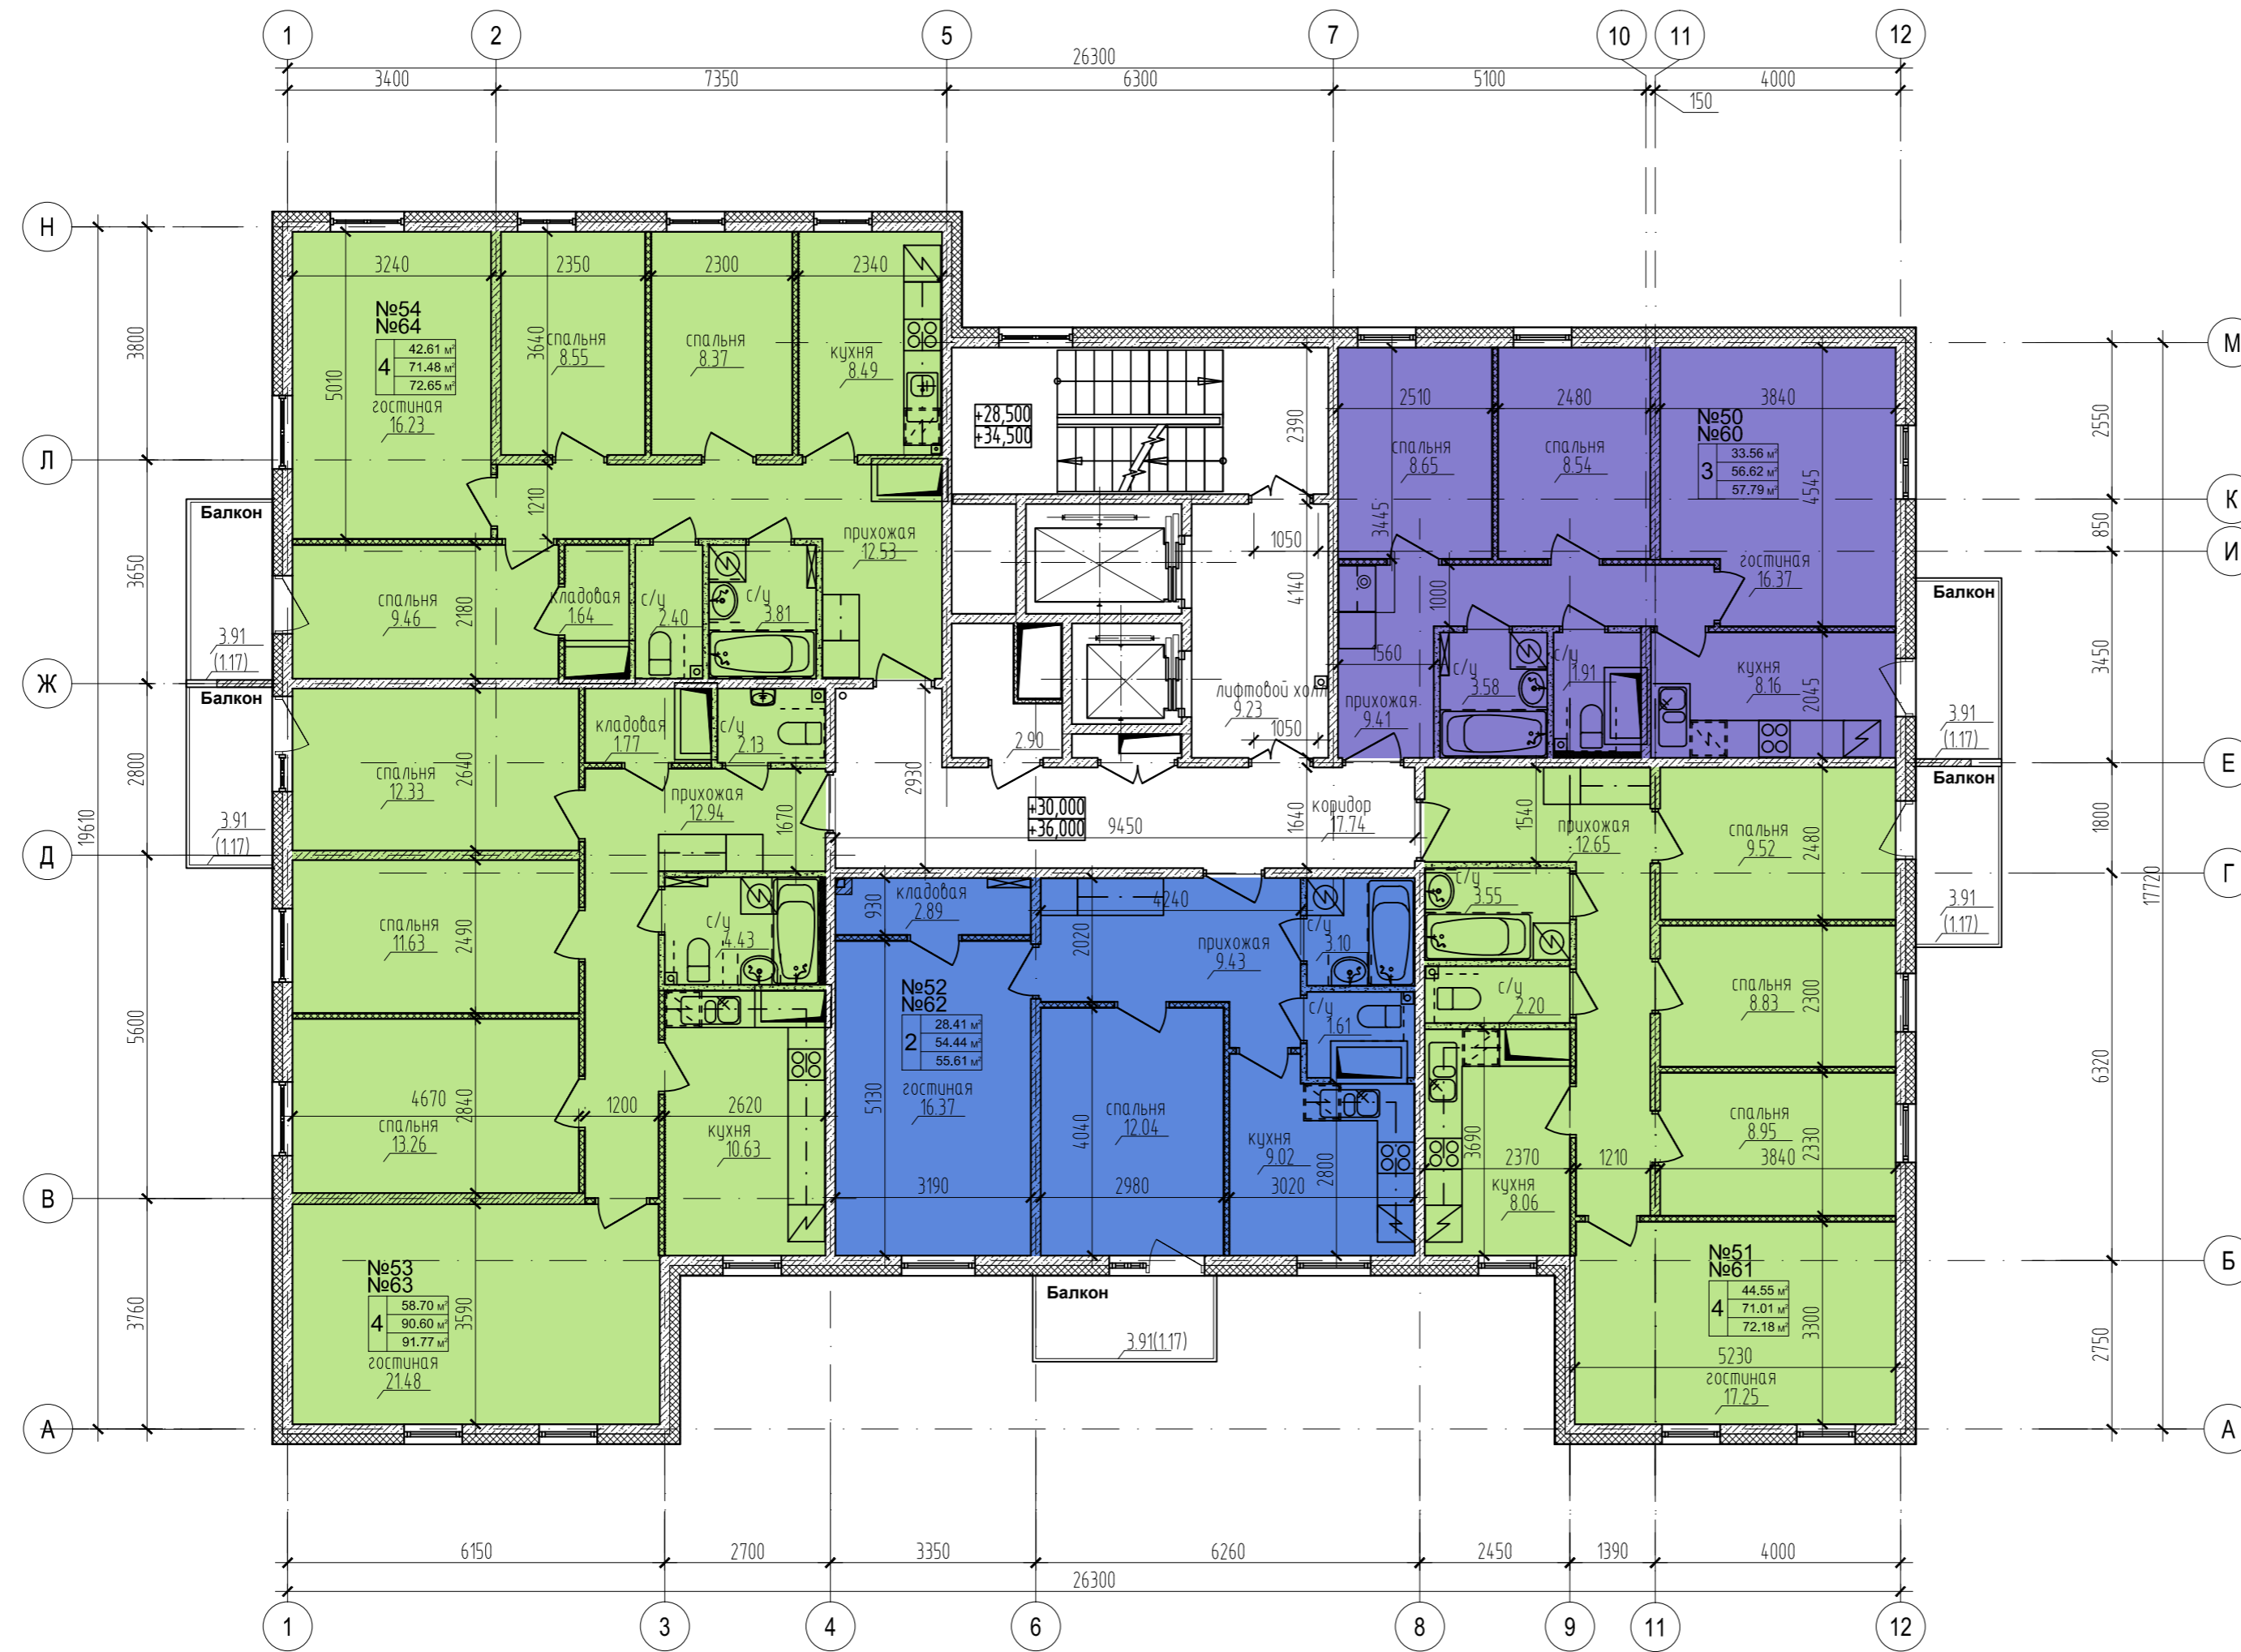 1
2
5
7
10
11
12
26300
3400
7350
6300
5100
4000
150
Н
Л
Ж
Д
В
А
3800
3650
2800
5600
3760
19610
М
К
И
Е
Г
Б
А
2550
850
3450
1800
6320
2750
17720
3240
2350
2300
2340
№54
№64
4
42.61 м²
71.48 м²
72.65 м²
гостиная
16.23
5010
3640
спальня
8.55
спальня
8.37
кухня
8.49
1210
прихожая
12.53
спальня
9.46
2180
кладовая
1.64
с/у
2.40
с/у
3.81
Балкон
3.91
(1.17)
Балкон
3.91
(1.17)
+28,500
+34,500
2390
1050
4140
лифтовой холл
9.23
1050
2.90
2930
+30,000
+36,000
9450
1640
коридор
17.74
2510
2480
3840
№50
№60
3
33.56 м²
56.62 м²
57.79 м²
спальня
8.65
спальня
8.54
4545
3445
гостиная
16.37
1000
1560
с/у
3.58
с/у
1.91
кухня
8.16
2045
прихожая
9.41
Балкон
3.91
(1.17)
Балкон
3.91
(1.17)
спальня
12.33
2640
кладовая
1.77
с/у
2.13
прихожая
12.94
1670
спальня
11.63
2490
с/у
4.43
4670
2840
1200
2620
спальня
13.26
кухня
10.63
№53
№63
4
58.70 м²
90.60 м²
91.77 м²
3590
гостиная
21.48
930
кладовая
2.89
4240
2020
прихожая
9.43
с/у
3.10
с/у
1.61
№52
№62
2
28.41 м²
54.44 м²
55.61 м²
гостиная
16.37
5130
4040
спальня
12.04
кухня
9.02
2800
3190
2980
3020
Балкон
3.91(1.17)
1540
прихожая
12.65
спальня
9.52
2480
с/у
3.55
с/у
2.20
спальня
8.83
2300
спальня
8.95
2330
3840
3690
2370
1210
кухня
8.06
№51
№61
4
44.55 м²
71.01 м²
72.18 м²
3300
5230
гостиная
17.25
6150
2700
3350
6260
2450
1390
4000
26300
1
3
4
6
8
9
11
12